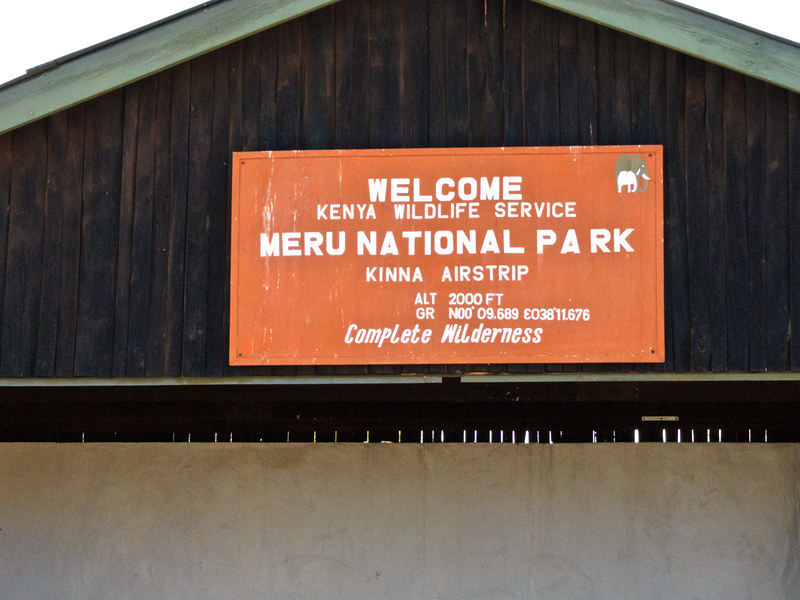 WELCOME
KENYA WILDLIFE SERVICE
MERU NATIONAL PARK
KINNA AIRSTRIP
ALT 2000 FT
GR N00° 09.689 E038°11.676
Complete Wilderness